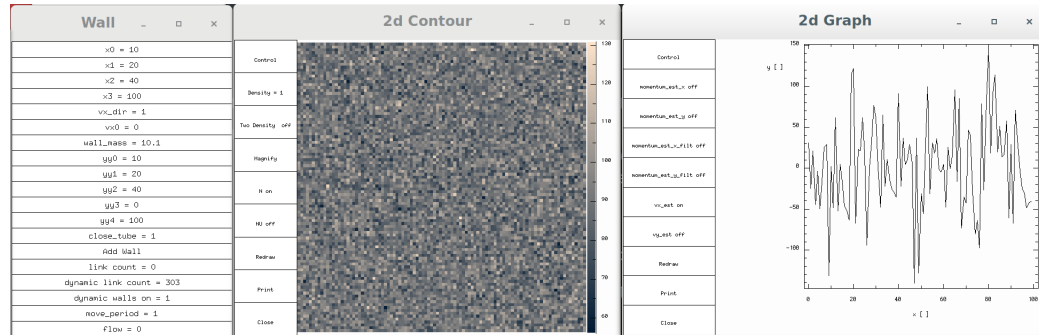 Wall
x0 = 10
x1 = 20
x2 = 40
x3 = 100
vx_dir = 1
vx0 = 0
wall_mass = 10.1
yy0 = 10
yy1 = 20
yy2 = 40
yy3 = 0
yy4 = 100
close_tube = 1
Add Wall
link count = 0
dynamic link count = 303
dynamic walls on = 1
move_period = 1
flow = 0
2d Contour
Control
Density = 1
Two Density off
Magnify
N on
NU off
Redraw
Print
Close
130
120
110
100
90
80
70
60
2d Graph
Control
momentum_est_x off
momentum_est_y off
momentum_est_x_filt off
momentum_est_y_filt off
vx_est on
vy_est off
Redraw
Print
Close
y [ ]
150
100
50
0
-50
-100
0 20 40 60 80 100
x [ ]